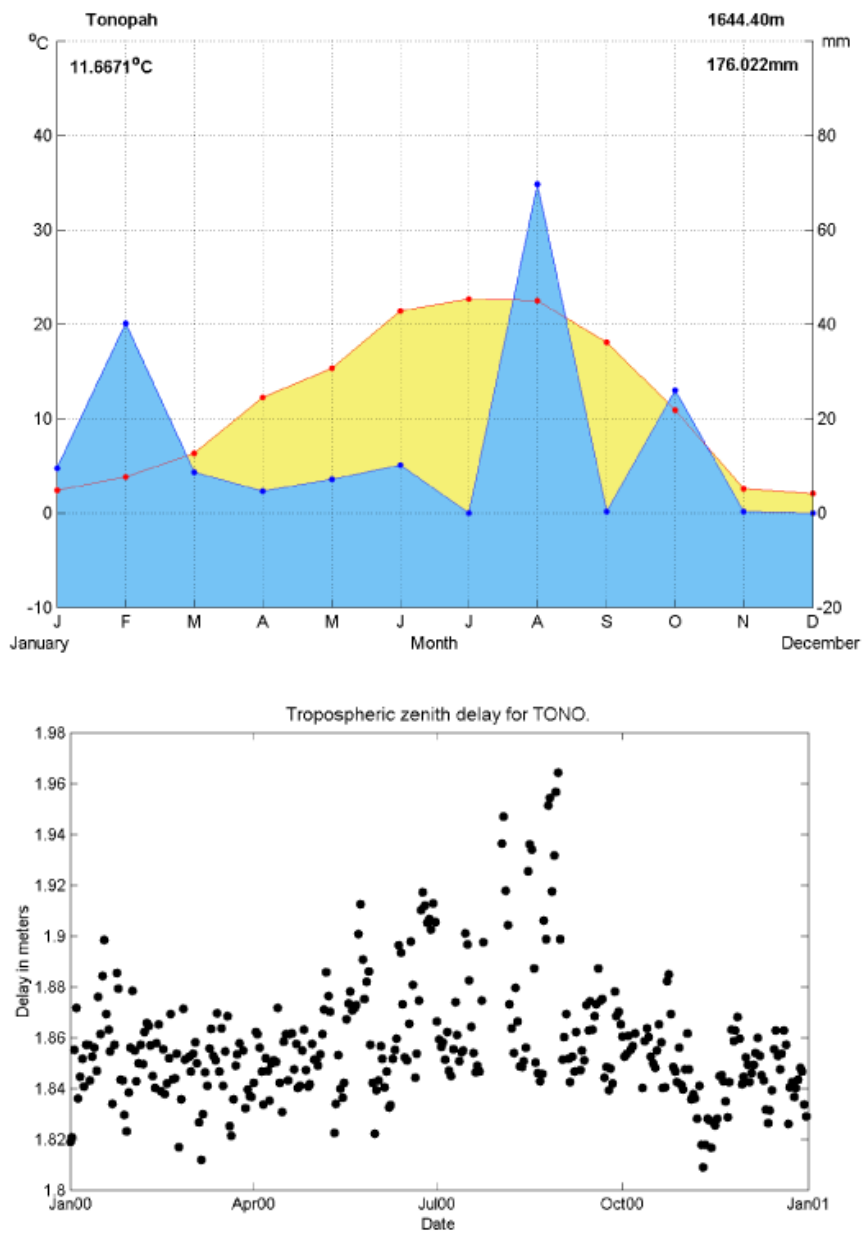 Tonopah 1644.40m
°C mm
11.6671°C 176.022mm
40 80
30 60
20 40
10 20
0 0
-10 -20
J F M A M J J A S O N D
January Month December
Tropospheric zenith delay for TONO.
1.98
1.96
1.94
1.92
1.9
1.88
1.86
1.84
1.82
1.8
Delay in meters
Jan00 Apr00 Jul00 Oct00 Jan01
Date